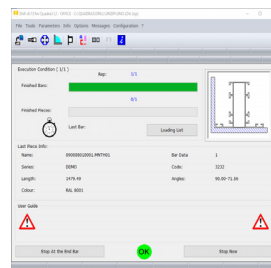 File Tools Parameters Info Options Messages Configuration ?
Execution Condition [ 1/1 ]
Rep: 1/1
Finished Bars:
0/1
Finished Pieces:
Last Bar:
Loading List
Last Piece Info:
Name:
Bar Data 1
Series: DEMO Code: 3232
Length: 2479.49 Angles: 90.00-71.00
Colour: RAL 9001
User Guide
Stop At the End Bar OK Stop Now